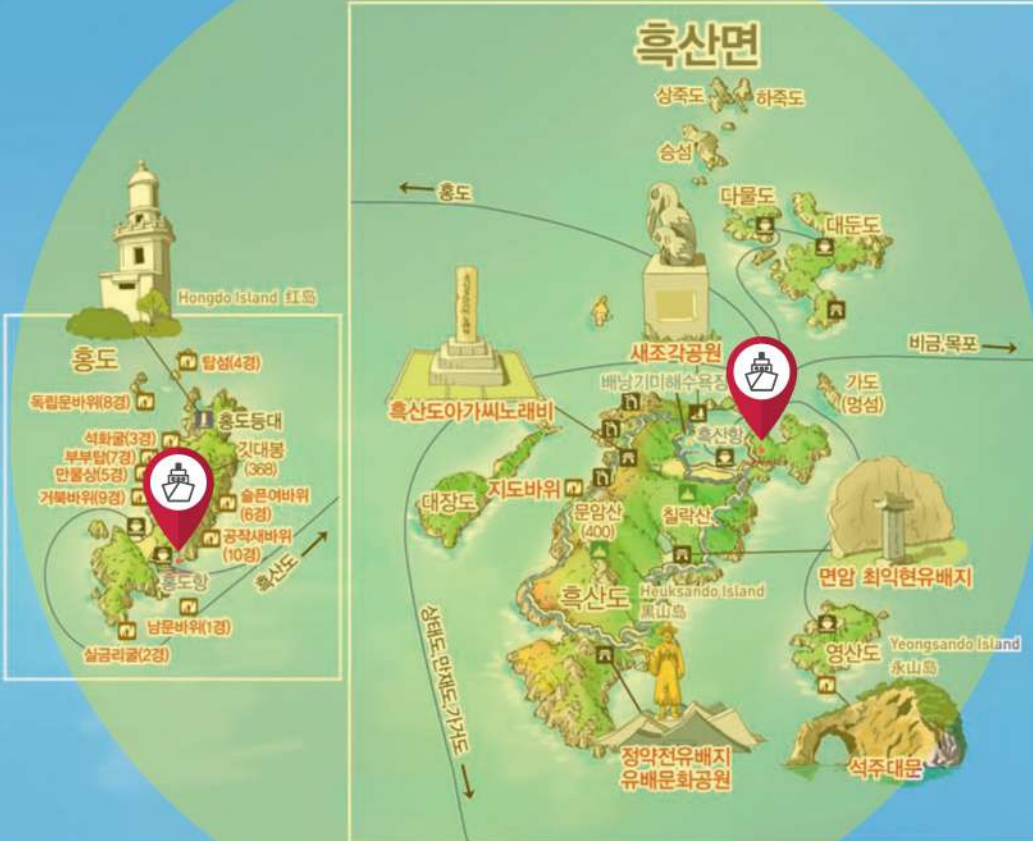 흑산면
상죽도
하죽도
승섬
← 홍도
다물도
대둔도
Hongdo Island 红岛
홍도
탑섬(4경)
독립문바위(8경)
홍도등대
석화굴(3경)
깃대봉
(368)
부부탑(7경)
만물상(5경)
거북바위(9경)
슬픈여바위
(6경)
공작새바위
(10경)
홍도항
흑산도 →
남문바위(1경)
실금리굴(2경)
새조각공원
배낭기미해수욕장
비금,목포 →
가도
(멍섬)
흑산도아가씨노래비
흑산항
대장도
지도바위
문암산
(400)
칠락산
면암 최익현유배지
흑산도
Heuksando Island
黑山岛
영산도
Yeongsando Island
永山岛
상태도,만재도,가거도 →
정약전유배지
유배문화공원
석주대문